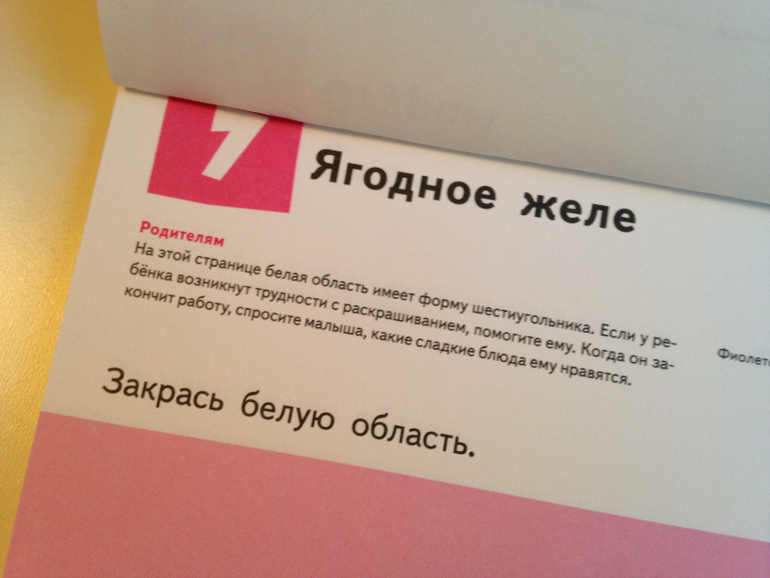 Ягодное желе
Родителям
На этой странице белая область имеет форму шестиугольника. Если у ре-
бёнка возникнут трудности с раскрашиванием, помогите ему. Когда он за-
кончит работу, спросите малыша, какие сладкие блюда ему нравятся.
Закрась белую область.